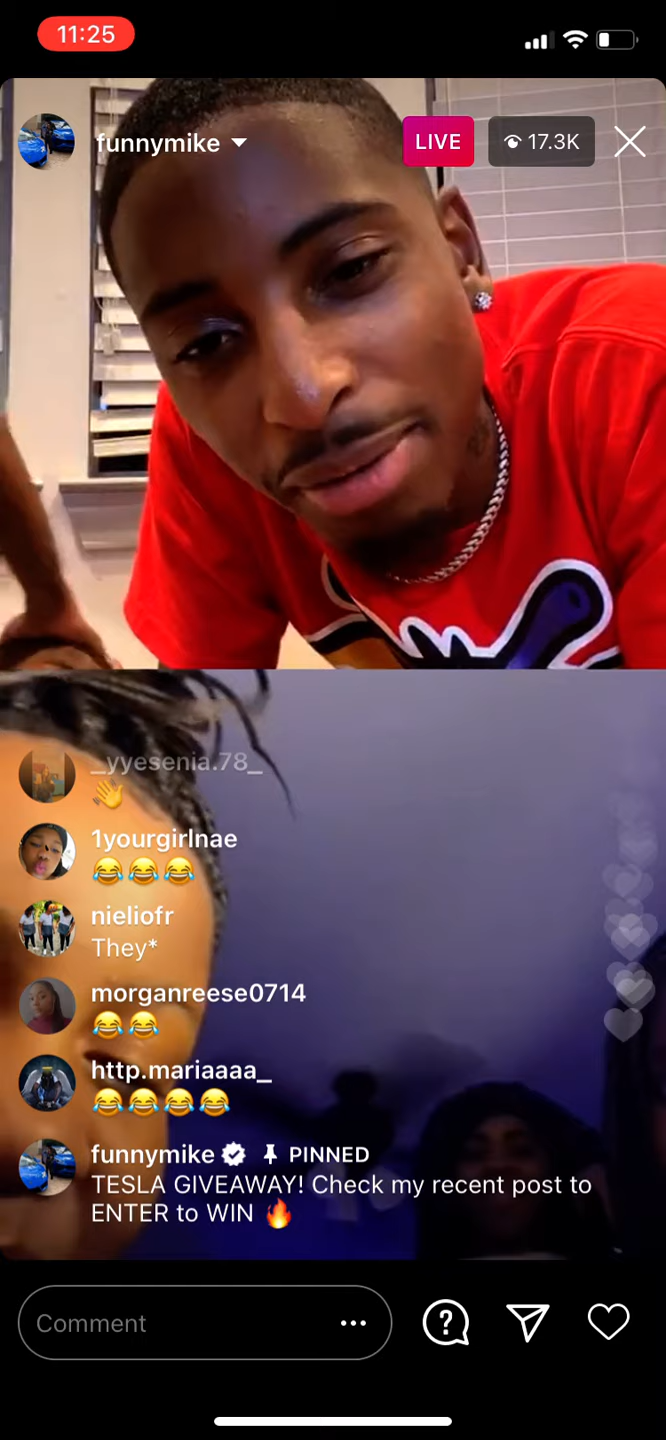 11:25
funnymike
LIVE
17.3K
_yyesenia.78_
👋
1yourgirlnae
😂😂😂
nieliofr
They*
morganreese0714
😂😂
http.mariaaaa_
😂😂😂😂
funnymike PINNED
TESLA GIVEAWAY! Check my recent post to
ENTER to WIN 🔥
Comment